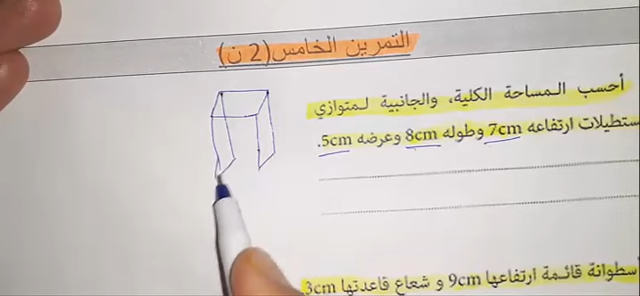 التمرين الخامس(2 ن)
أحسب المساحة الكلية، والجانبية لمتوازي
مستطيلات ارتفاعه 7cm وطوله 8cm وعرضه 5cm.
أسطوانة قائمة ارتفاعها 9cm و شعاع قاعدتها 3cm